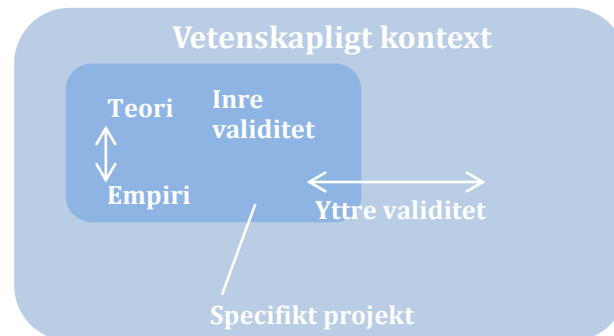 Vetenskapligt kontext
Teori
Inre
validitet
Empiri
Yttre validitet
Specifikt projekt